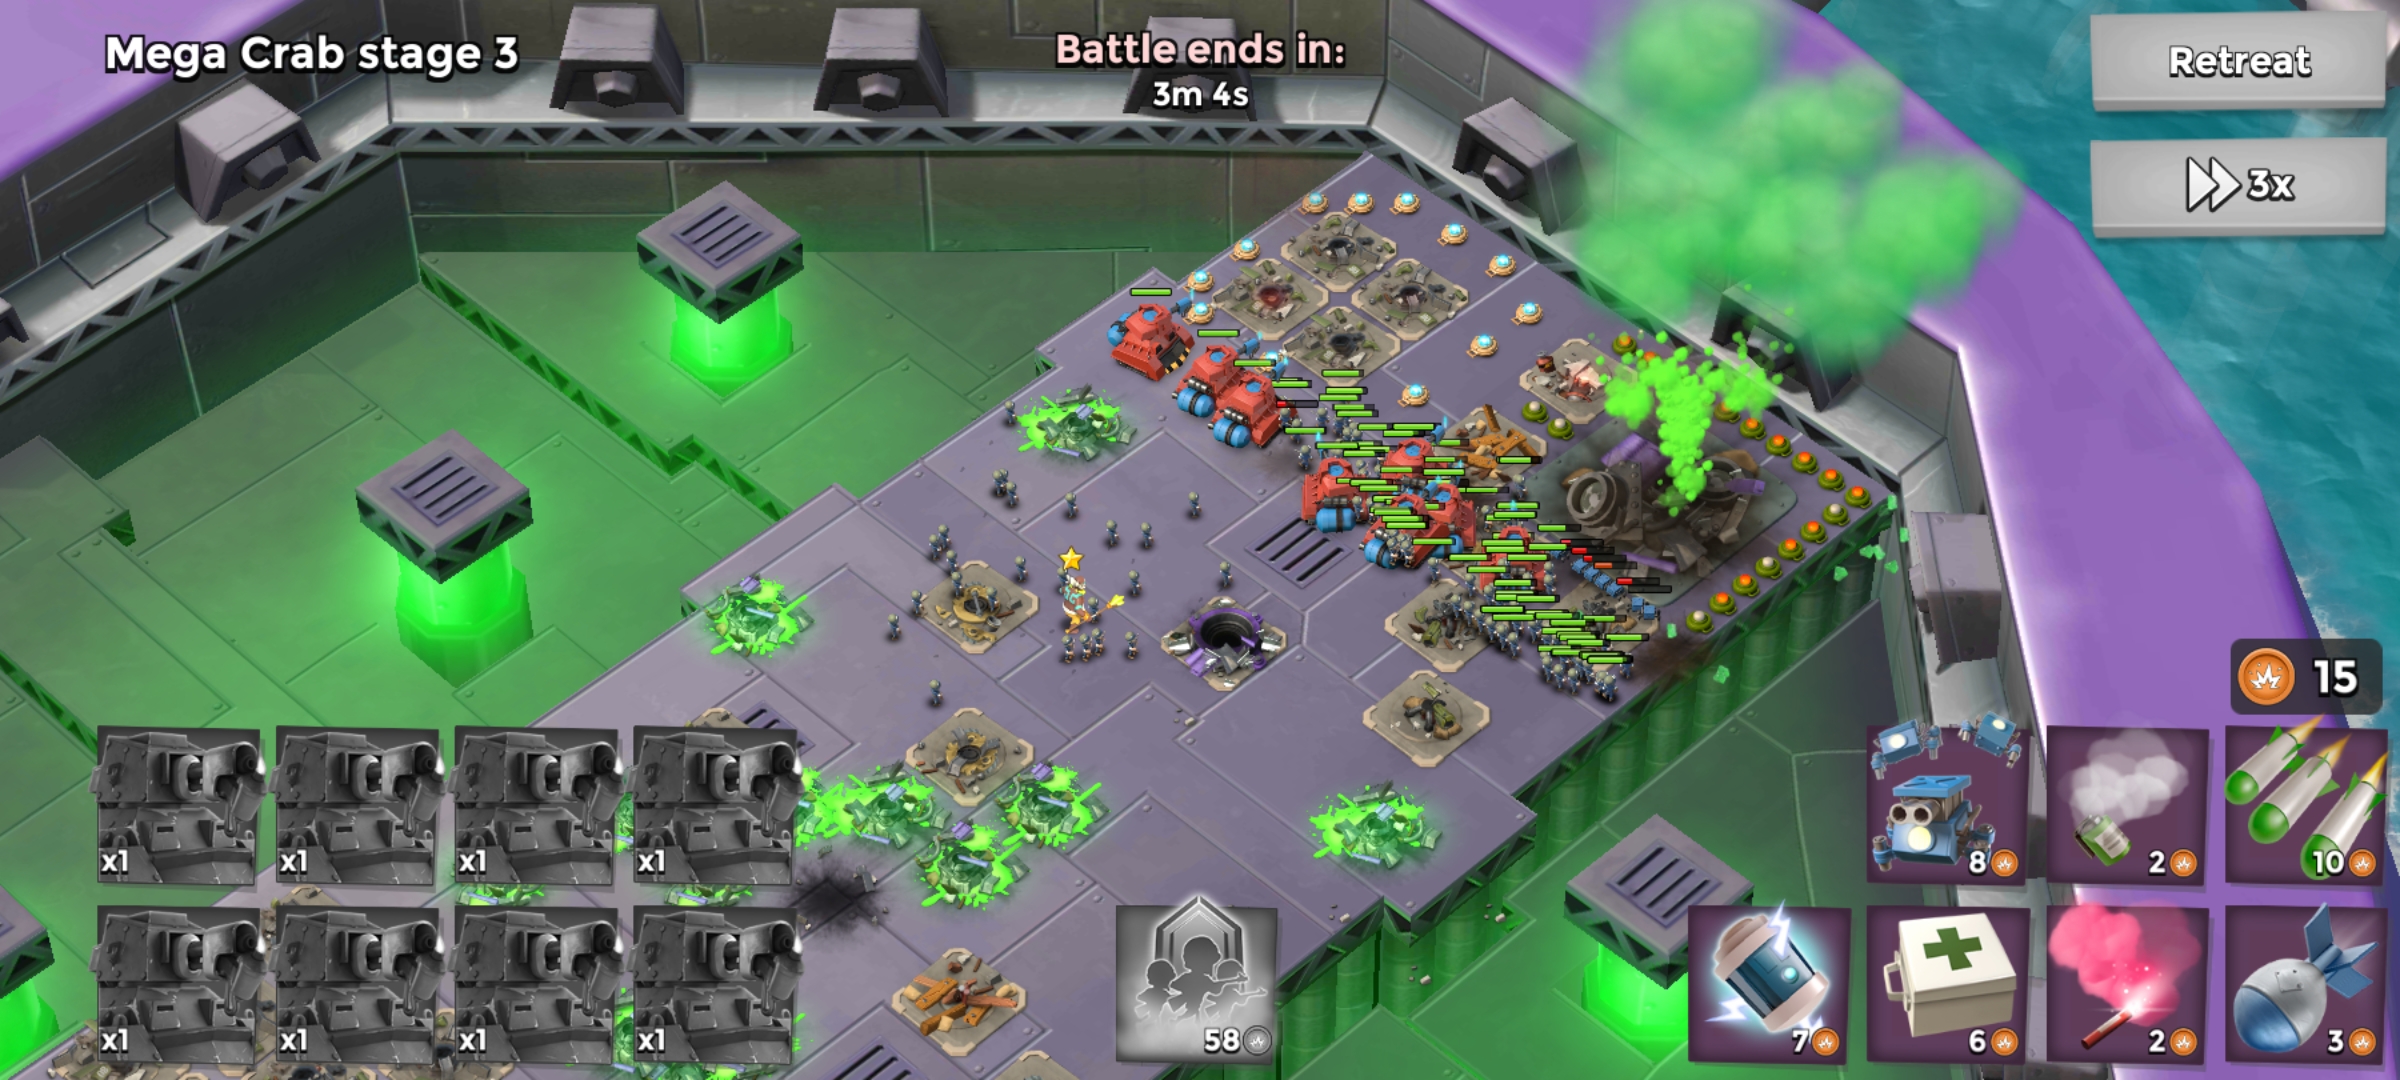 Mega Crab stage 3
Battle ends in:
3m 4s
Retreat
3x
15
x1
x1
x1
x1
8
2
10
x1
x1
x1
x1
58
7
6
2
3